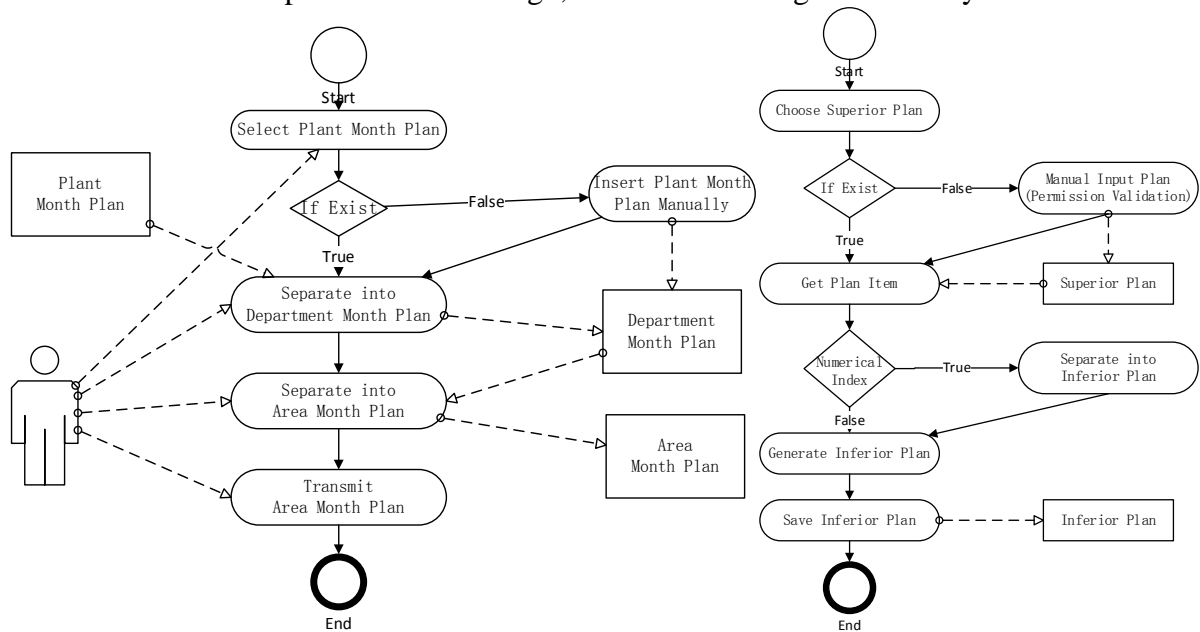 Start
Select Plant Month Plan
Plant
Month Plan
If Exist
False
Insert Plant Month
Plan Manually
True
Separate into
Department Month Plan
Department
Month Plan
Separate into
Area Month Plan
Area
Month Plan
Transmit
Area Month Plan
End
Start
Choose Superior Plan
If Exist
False
Manual Input Plan
(Permission Validation)
True
Get Plan Item
Superior Plan
Numerical
Index
True
Separate into
Inferior Plan
False
Generate Inferior Plan
Save Inferior Plan
Inferior Plan
End